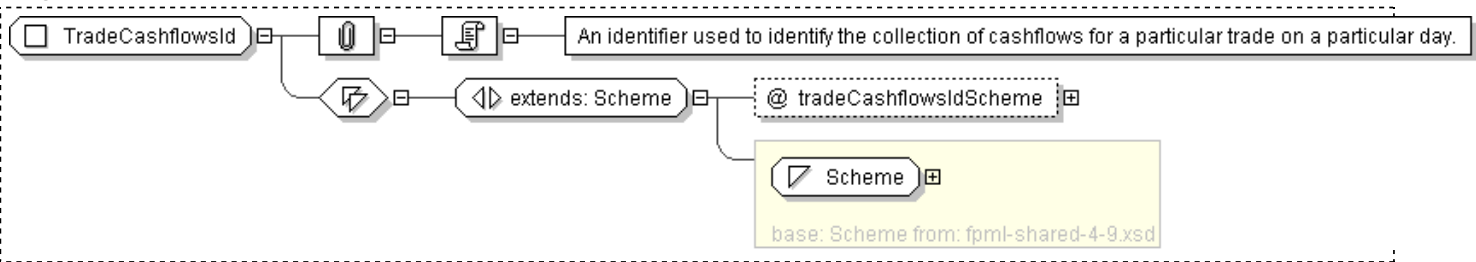 TradeCashflowsId
An identifier used to identify the collection of cashflows for a particular trade on a particular day.
extends: Scheme
@ tradeCashflowsIdScheme
Scheme
base: Scheme from: fpml-shared-4-9.xsd